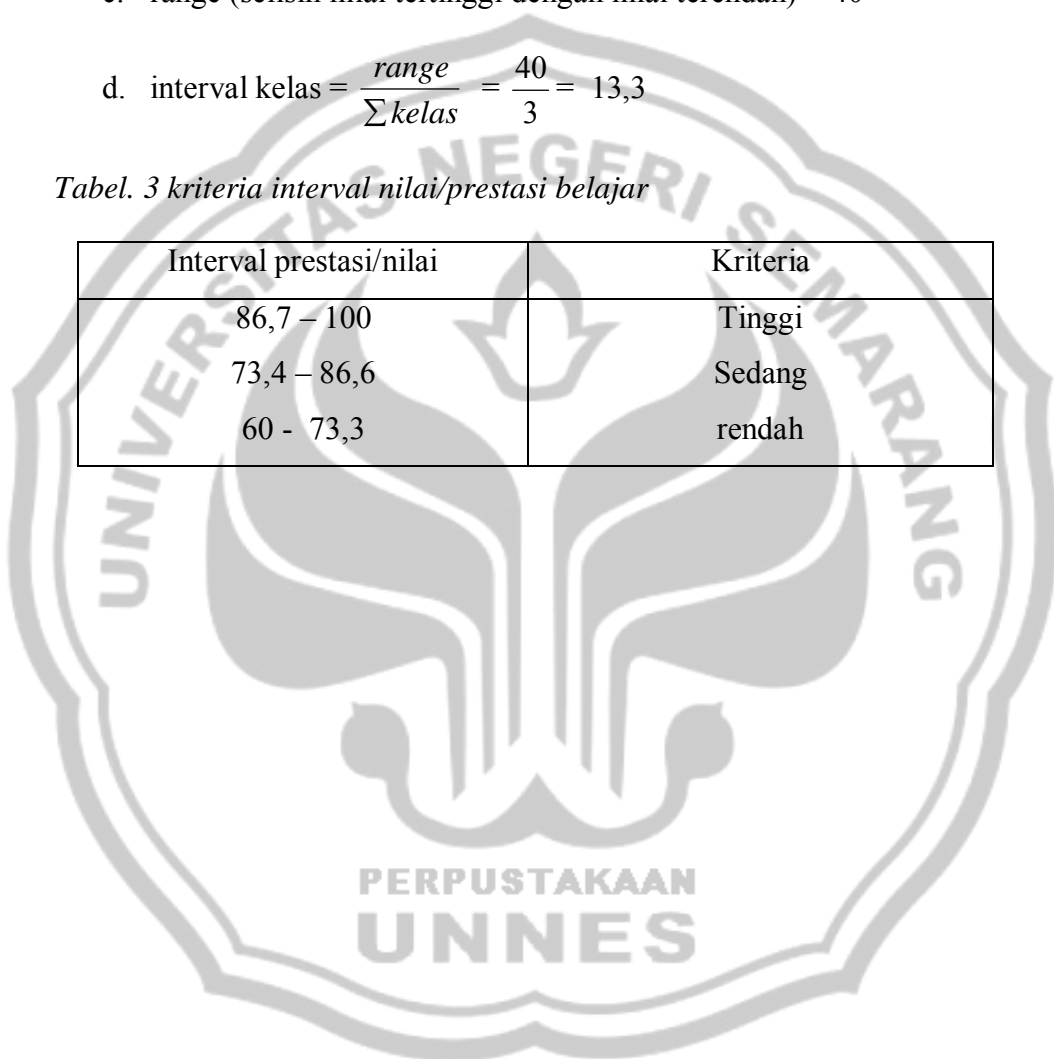 c. range (selisih nilai tertinggi dengan nilai terendah) = 40
d. interval kelas = range / ∑kelas = 40 / 3 = 13,3
Tabel. 3 kriteria interval nilai/prestasi belajar
Interval prestasi/nilai Kriteria
86,7 – 100 Tinggi
73,4 – 86,6 Sedang
60 - 73,3 rendah
UNIVERSITAS NEGERI SEMARANG
PERPUSTAKAAN
UNNES